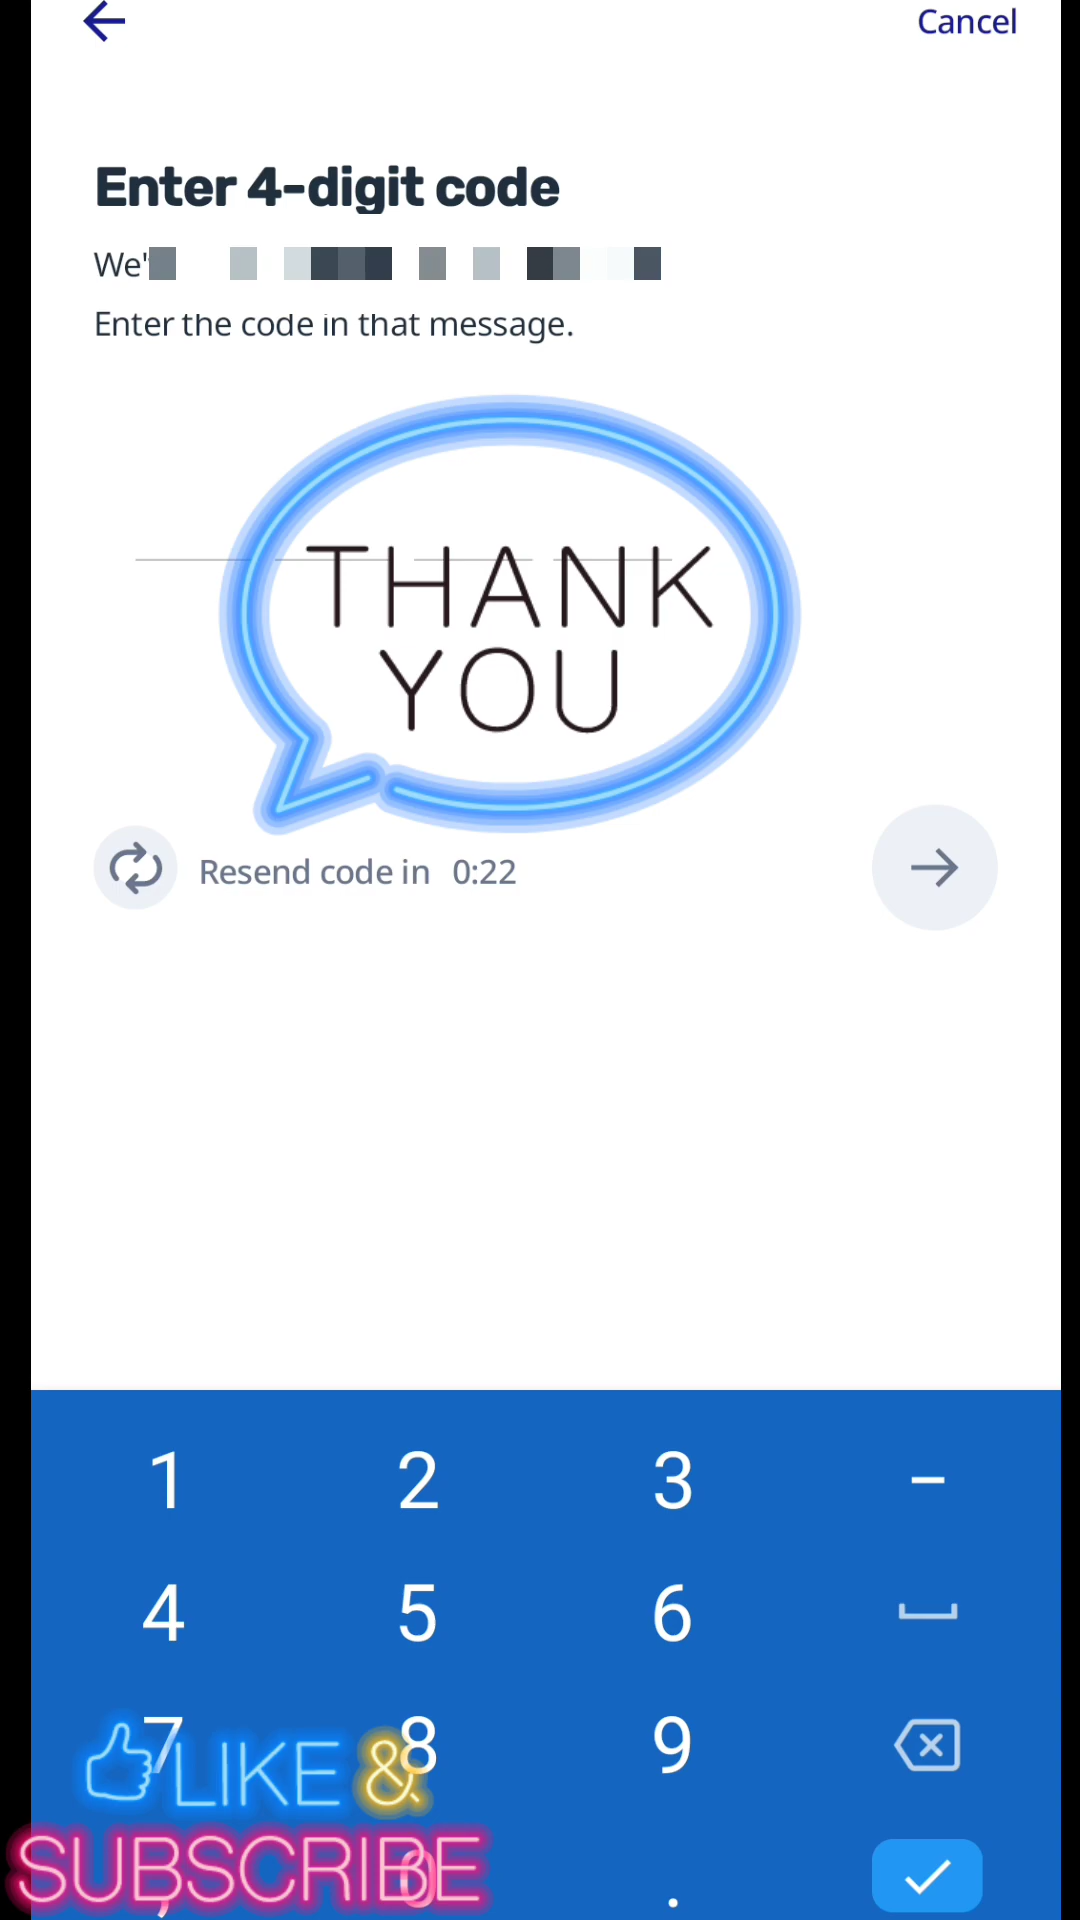 Cancel
Enter 4-digit code
We'
Enter the code in that message.
THANK
YOU
Resend code in 0:22
1 2 3 –
4 5 6
7 8 9
LIKE &
SUBSCRIBE
, 0 .